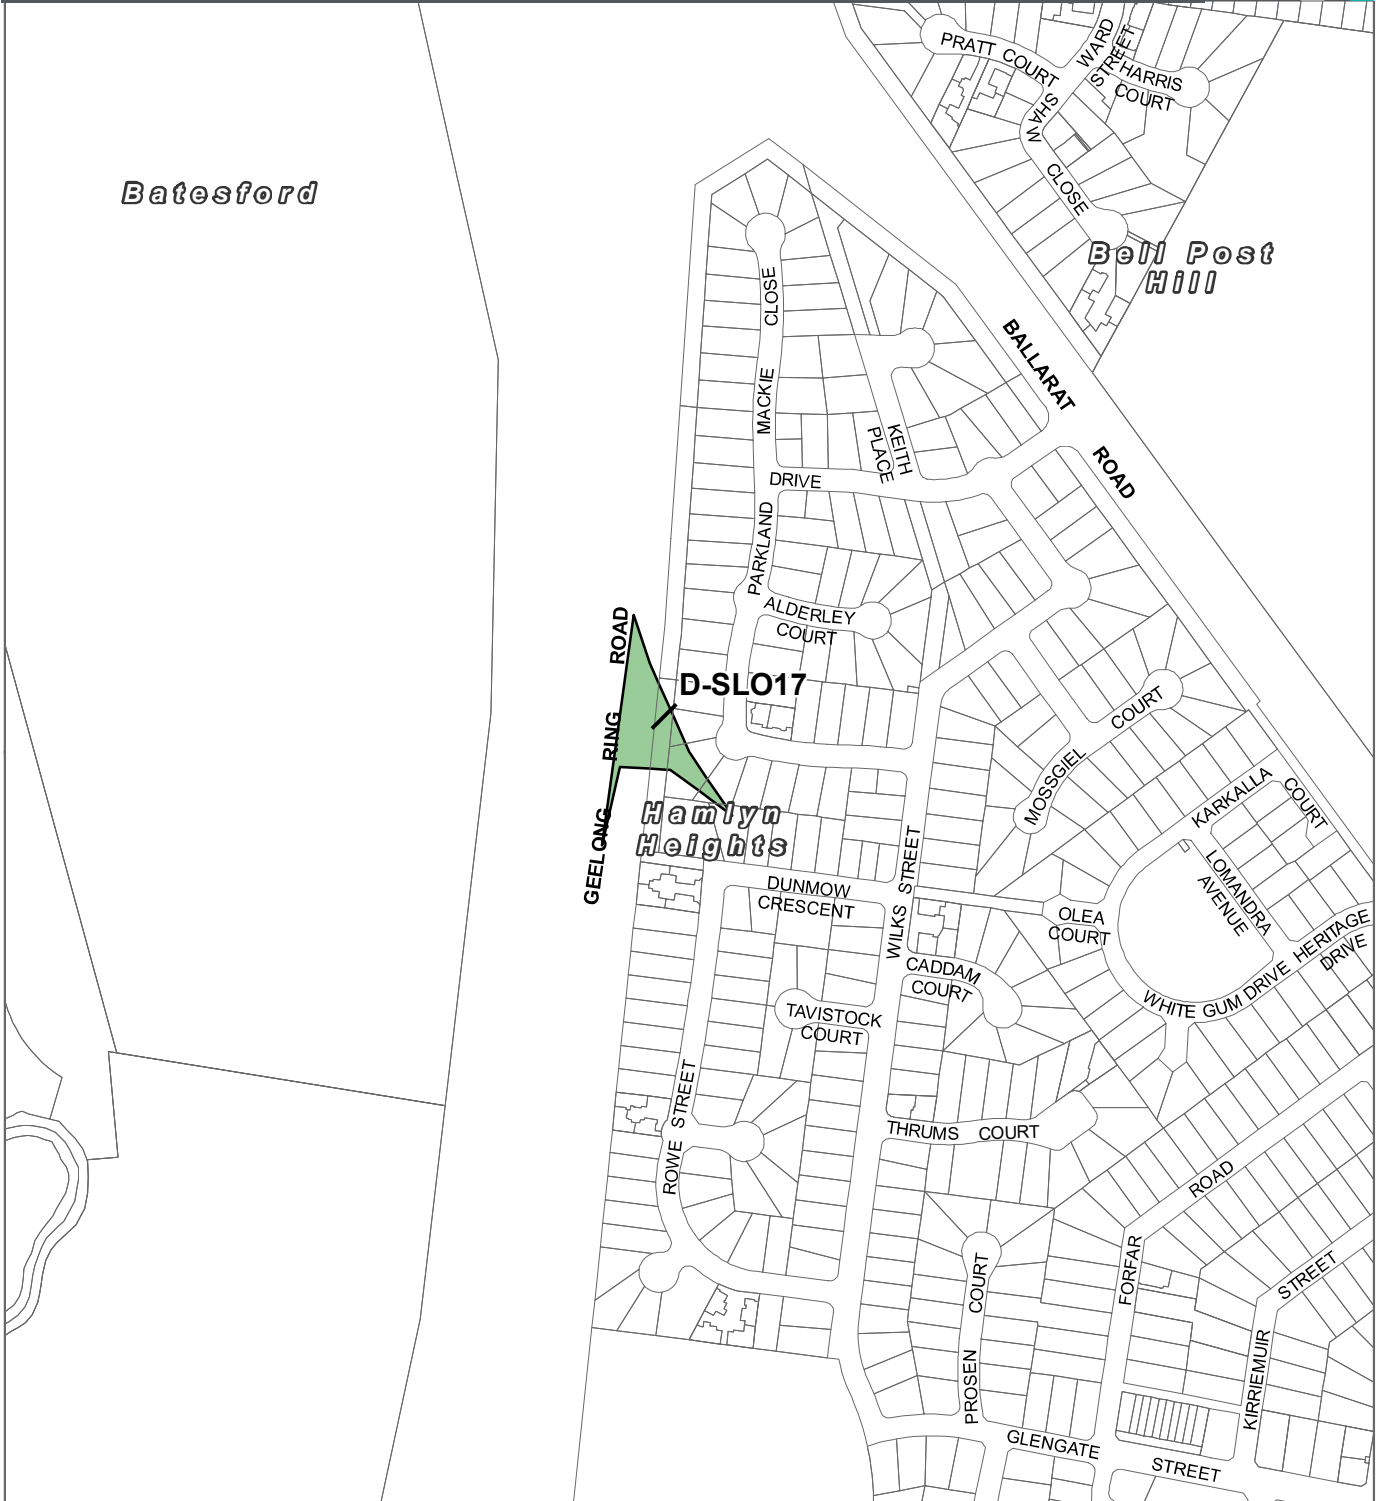 PRATT COURT
WARD
STREET
HARRIS
COURT
SHAW
CLOSE
Batesford
Bell Post
Hill
CLOSE
MACKIE
BALLARAT
ROAD
KEITH
PLACE
DRIVE
PARKLAND
ALDERLEY
COURT
ROAD
RING
GEELONG
D-SLO17
COURT
MOSSGIEL
KARKALLA
COURT
Hamlyn
Heights
LOMANDRA
AVENUE
DUNMOW
CRESCENT
WILKS STREET
OLEA
COURT
HERITAGE
DRIVE
WHITE GUM DRIVE
CADDAM
COURT
TAVISTOCK
COURT
ROWE STREET
THRUMS COURT
ROAD
FORFAR
STREET
KIRRIEMUIR
COURT
PROSEN
GLENGATE
STREET